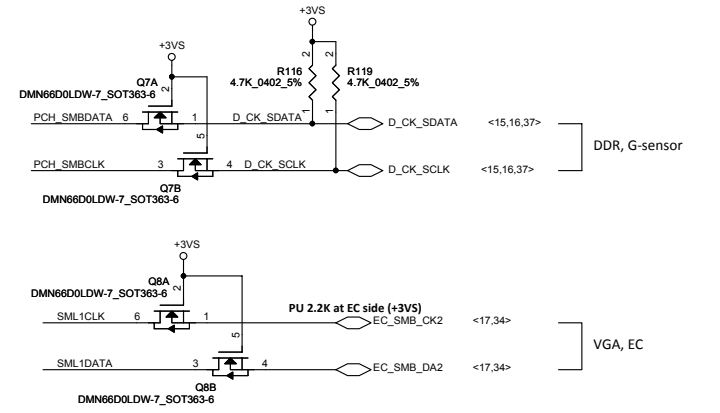 +3VS
+3VS
R116
4.7K_0402_5%
R119
4.7K_0402_5%
2
2
1
1
Q7A
DMN66D0LDW-7_SOT363-6
2
PCH_SMBDATA 6 1 D_CK_SDATA D_CK_SDATA <15,16,37>
5
DDR, G-sensor
PCH_SMBCLK 3 4 D_CK_SCLK D_CK_SCLK <15,16,37>
Q7B
DMN66D0LDW-7_SOT363-6
+3VS
Q8A
DMN66D0LDW-7_SOT363-6
2
PU 2.2K at EC side (+3VS)
SML1CLK 6 1 EC_SMB_CK2 <17,34>
5
VGA, EC
SML1DATA 3 4 EC_SMB_DA2 <17,34>
Q8B
DMN66D0LDW-7_SOT363-6